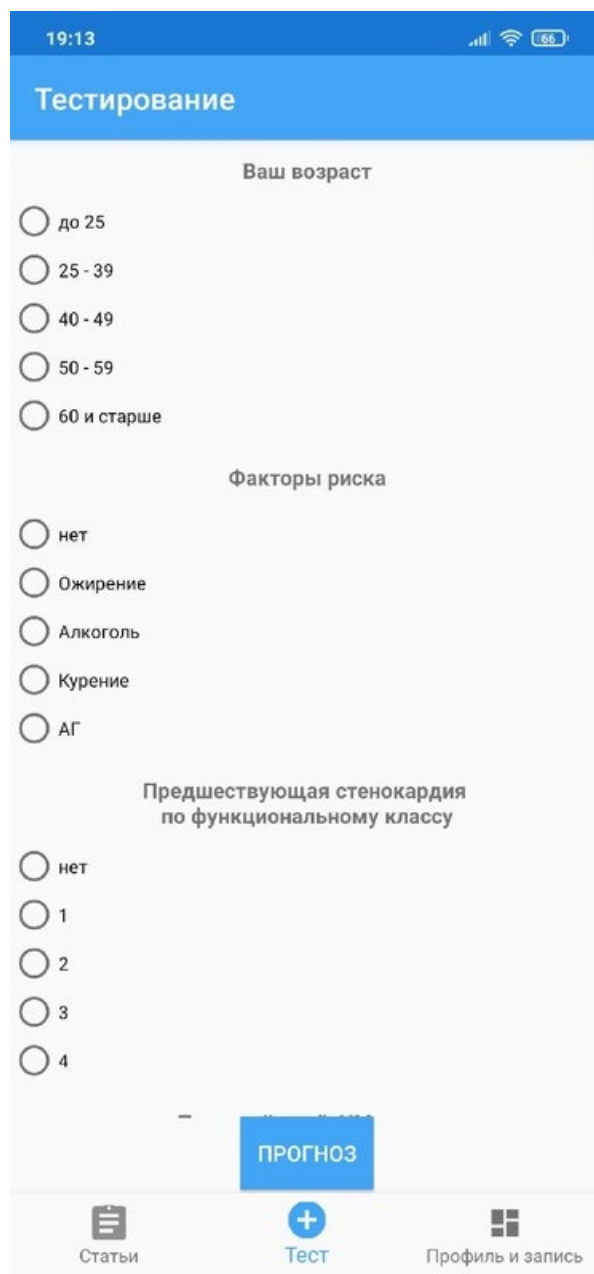 19:13
66
Тестирование
Ваш возраст
до 25
25 - 39
40 - 49
50 - 59
60 и старше
Факторы риска
нет
Ожирение
Алкоголь
Курение
АГ
Предшествующая стенокардия
по функциональному классу
нет
1
2
3
4
ПРОГНОЗ
Статьи
Тест
Профиль и запись